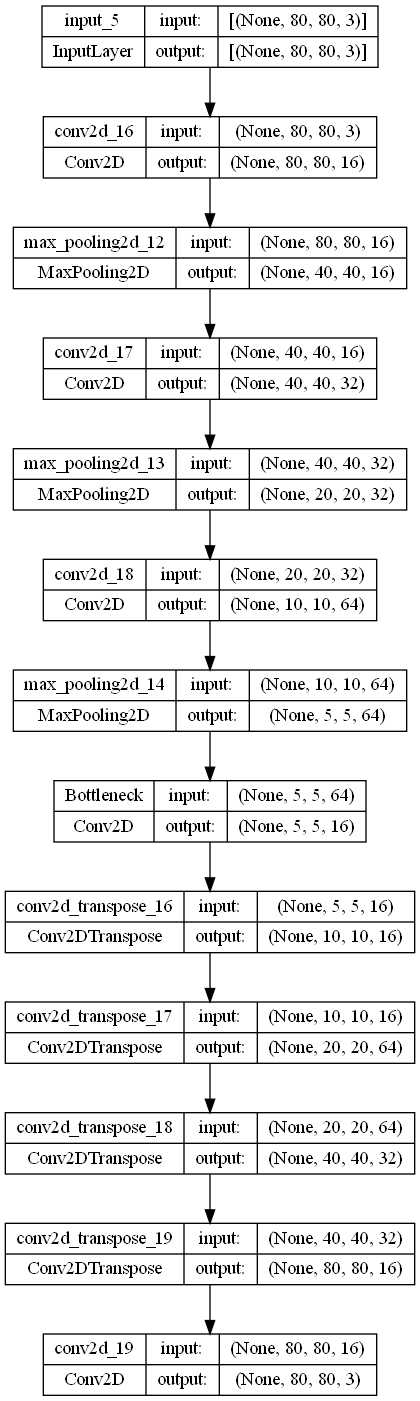 input_5 input: [(None, 80, 80, 3)]
InputLayer output: [(None, 80, 80, 3)]
conv2d_16 input: (None, 80, 80, 3)
Conv2D output: (None, 80, 80, 16)
max_pooling2d_12 input: (None, 80, 80, 16)
MaxPooling2D output: (None, 40, 40, 16)
conv2d_17 input: (None, 40, 40, 16)
Conv2D output: (None, 40, 40, 32)
max_pooling2d_13 input: (None, 40, 40, 32)
MaxPooling2D output: (None, 20, 20, 32)
conv2d_18 input: (None, 20, 20, 32)
Conv2D output: (None, 10, 10, 64)
max_pooling2d_14 input: (None, 10, 10, 64)
MaxPooling2D output: (None, 5, 5, 64)
Bottleneck input: (None, 5, 5, 64)
Conv2D output: (None, 5, 5, 16)
conv2d_transpose_16 input: (None, 5, 5, 16)
Conv2DTranspose output: (None, 10, 10, 16)
conv2d_transpose_17 input: (None, 10, 10, 16)
Conv2DTranspose output: (None, 20, 20, 64)
conv2d_transpose_18 input: (None, 20, 20, 64)
Conv2DTranspose output: (None, 40, 40, 32)
conv2d_transpose_19 input: (None, 40, 40, 32)
Conv2DTranspose output: (None, 80, 80, 16)
conv2d_19 input: (None, 80, 80, 16)
Conv2D output: (None, 80, 80, 3)